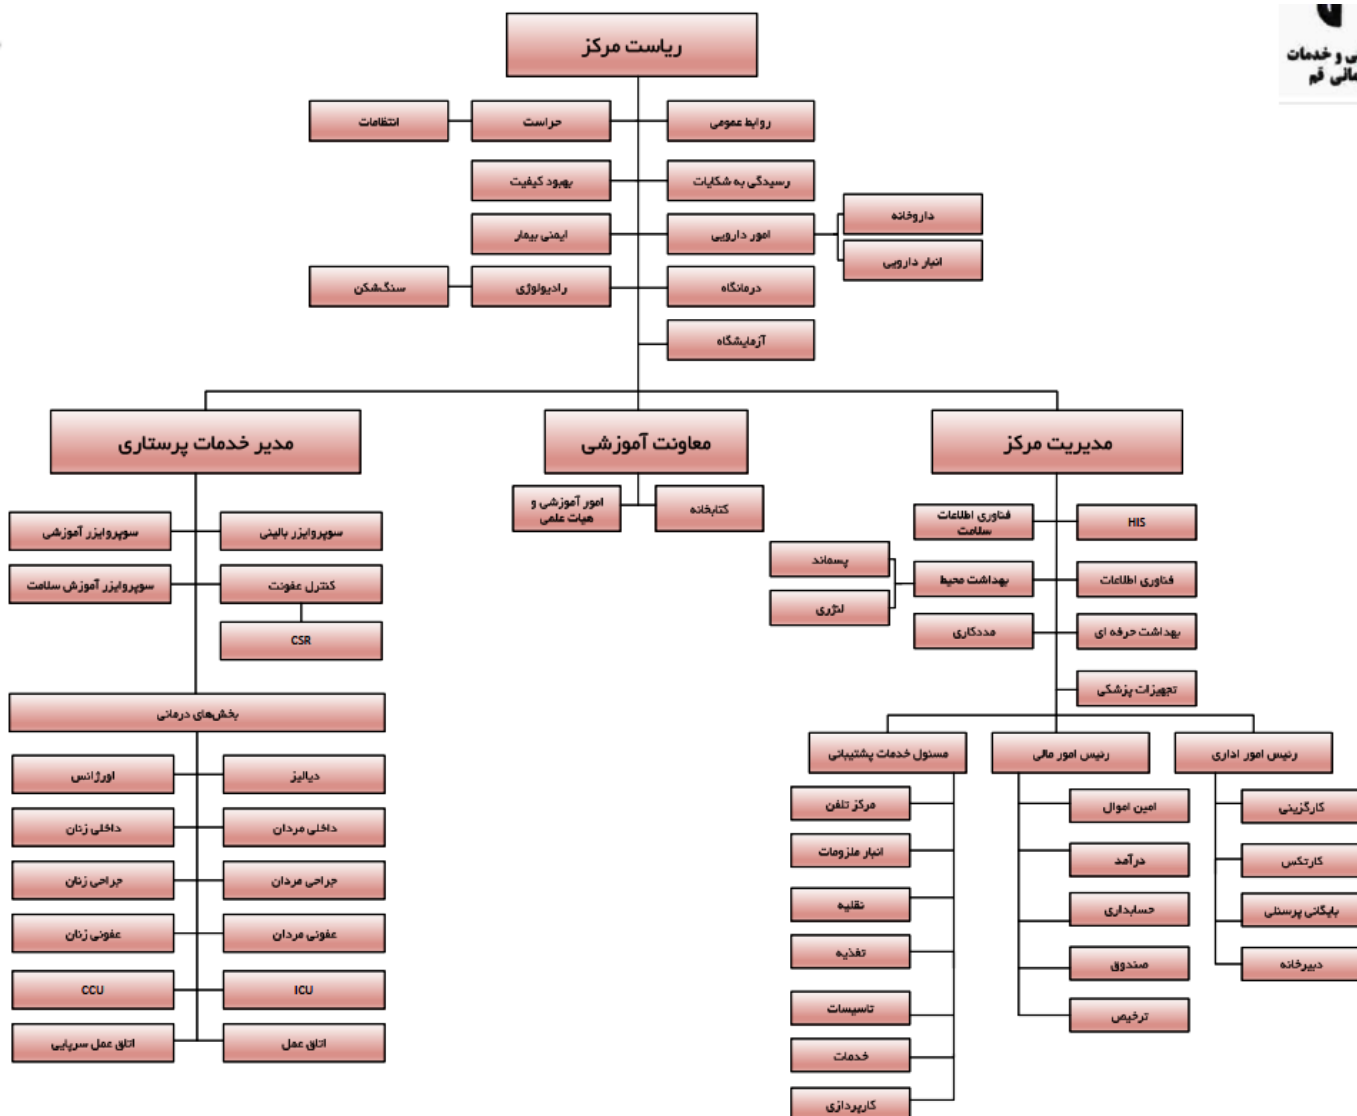 ریاست مرکز
ی و خدمات
مانی قم
روابط عمومی
حراست
انتظامات
رسیدگی به شکایات
بهبود کیفیت
امور دارویی
داروخانه
انبار دارویی
ایمنی بیمار
درمانگاه
رادیولوژی
سنگ‌شکن
آزمایشگاه
مدیریت مرکز
معاونت آموزشی
مدیر خدمات پرستاری
HIS
فناوری اطلاعات
سلامت
فناوری اطلاعات
بهداشت محیط
پسماند
لنژری
بهداشت حرفه ای
مددکاری
تجهیزات پزشکی
رئیس امور اداری
کارگزینی
کارتکس
بایگانی پرسنلی
دبیرخانه
رئیس امور مالی
امین اموال
درآمد
حسابداری
صندوق
ترخیص
مسئول خدمات پشتیبانی
مرکز تلفن
انبار ملزومات
نقلیه
تغذیه
تاسیسات
خدمات
کارپردازی
کتابخانه
امور آموزشی و
هیات علمی
سوپروایزر بالینی
سوپروایزر آموزشی
کنترل عفونت
سوپروایزر آموزش سلامت
CSR
بخش‌های درمانی
دیالیز
اورژانس
داخلی مردان
داخلی زنان
جراحی مردان
جراحی زنان
عفونی مردان
عفونی زنان
ICU
CCU
اتاق عمل
اتاق عمل سرپایی